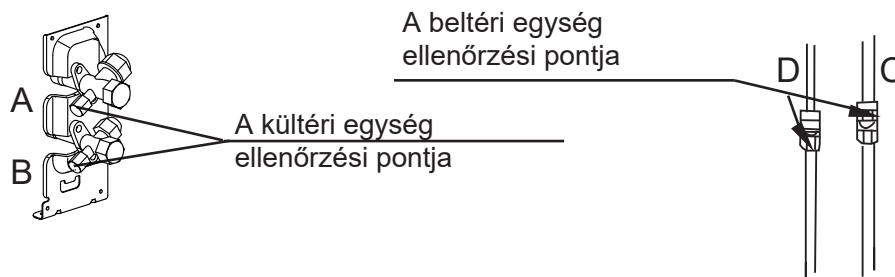 A beltéri egység
ellenőrzési pontja
D
C
A
A kültéri egység
ellenőrzési pontja
B